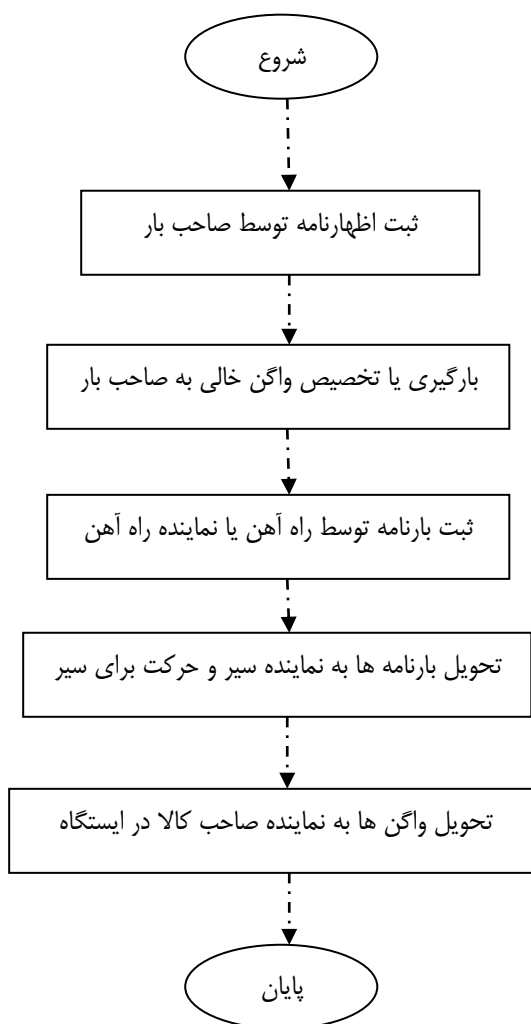 شروع
ثبت اظهارنامه توسط صاحب بار
بارگیری یا تخصیص واگن خالی به صاحب بار
ثبت بارنامه توسط راه آهن یا نماینده راه آهن
تحویل بارنامه ها به نماینده سیر و حرکت برای سیر
تحویل واگن ها به نماینده صاحب کالا در ایستگاه
پایان